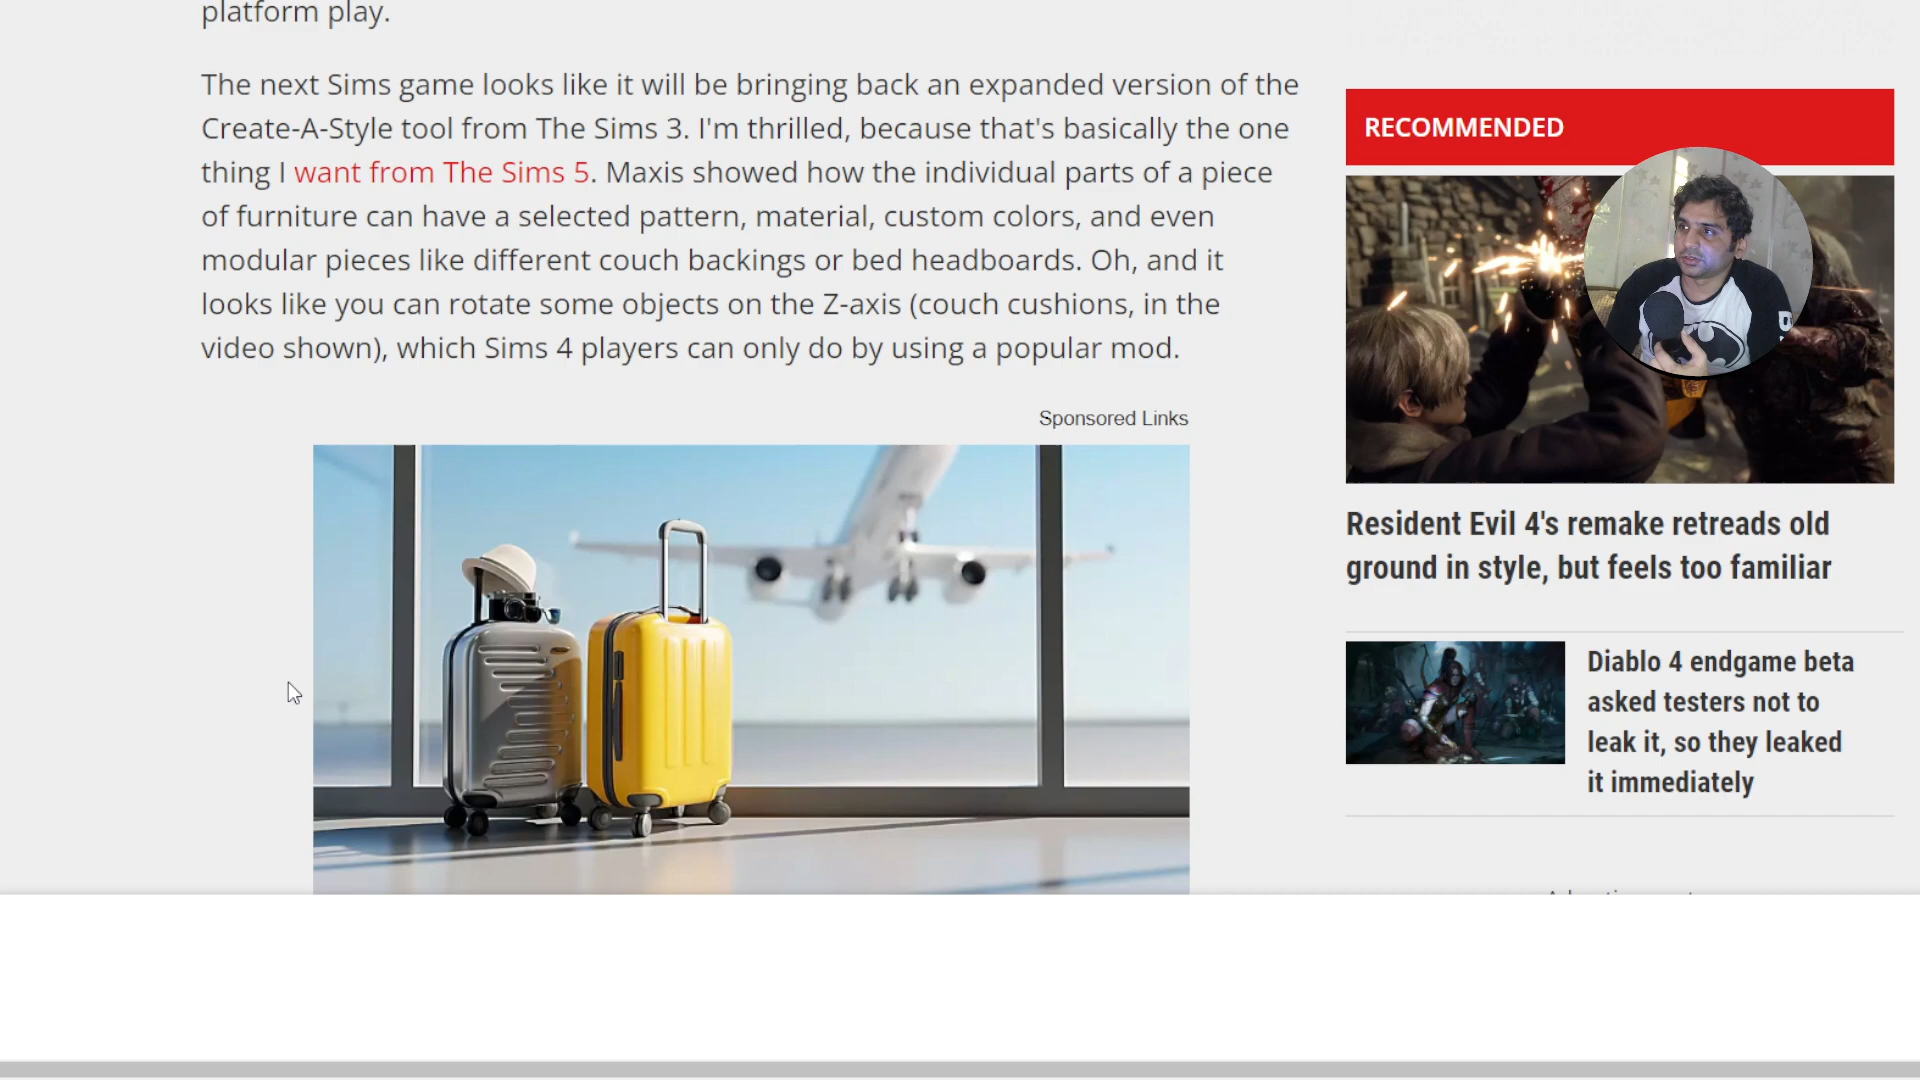 platform play.
The next Sims game looks like it will be bringing back an expanded version of the
Create-A-Style tool from The Sims 3. I'm thrilled, because that's basically the one
thing I want from The Sims 5. Maxis showed how the individual parts of a piece
of furniture can have a selected pattern, material, custom colors, and even
modular pieces like different couch backings or bed headboards. Oh, and it
looks like you can rotate some objects on the Z-axis (couch cushions, in the
video shown), which Sims 4 players can only do by using a popular mod.
Sponsored Links
RECOMMENDED
Resident Evil 4's remake retreads old
ground in style, but feels too familiar
Diablo 4 endgame beta
asked testers not to
leak it, so they leaked
it immediately